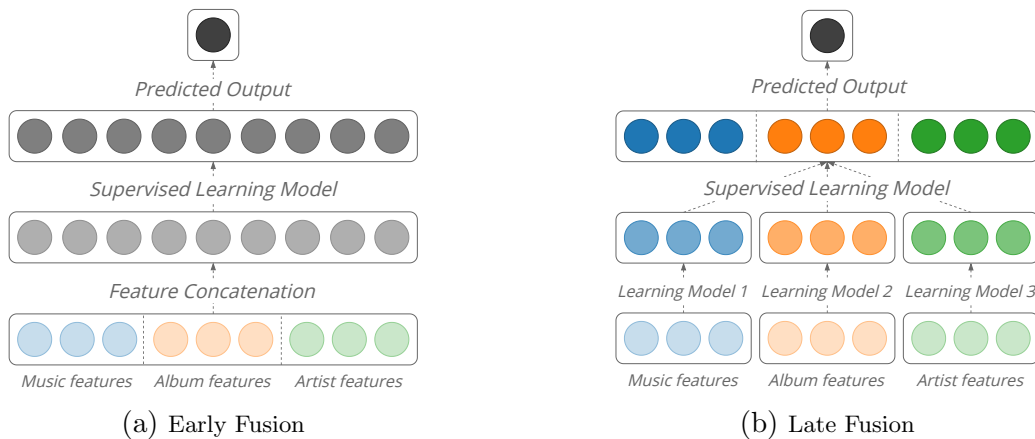 Predicted Output
Supervised Learning Model
Feature Concatenation
Music features Album features Artist features
(a) Early Fusion
Predicted Output
Supervised Learning Model
Learning Model 1 Learning Model 2 Learning Model 3
Music features Album features Artist features
(b) Late Fusion